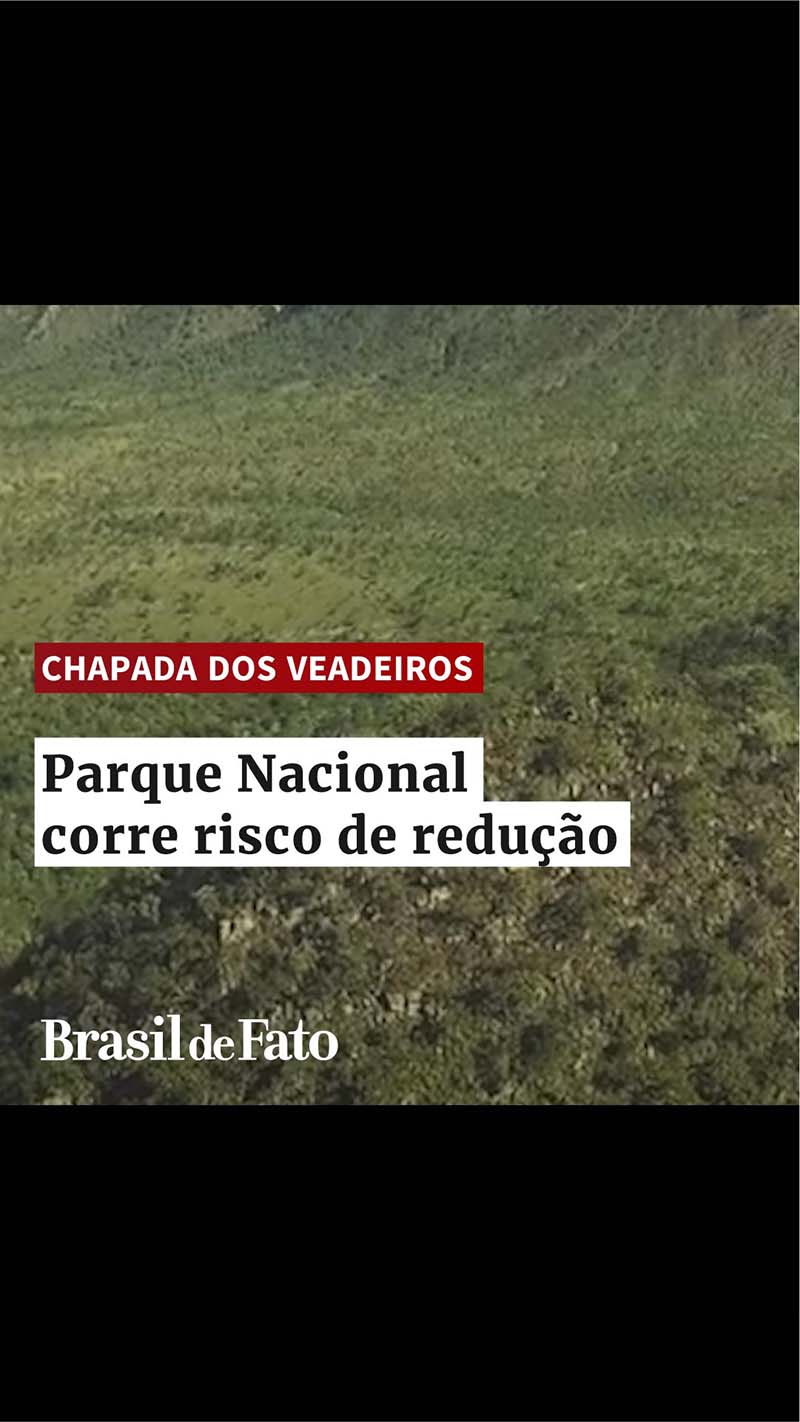 CHAPADA DOS VEADEIROS
Parque Nacional
corre risco de redução
Brasil de Fato